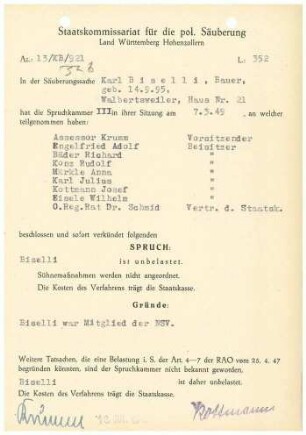 Staatskommissariat für die pol. Säuberung
Land Württemberg Hohenzollern
Az.: 13/KB/921
L: 352
In der Säuberungssache Karl Biselli, Bauer,
geb. 14.9.95,
Walbertsweiler, Haus Nr. 21
hat die Spruchkammer III in ihrer Sitzung am 7.3.49, an welcher
teilgenommen haben:
Assessor Krumm Vorsitzender
Engelfried Adolf Beisitzer
Bäder Richard "
Konz Rudolf "
Märkle Anna "
Karl Julius "
Kottmann Josef "
Eisele Wilhelm "
O.Reg.Rat Dr. Schmid Vertr. d. Staatsk.
beschlossen und sofort verkündet folgenden
SPRUCH:
Biselli
ist unbelastet.
Sühnemaßnahmen werden nicht angeordnet.
Die Kosten des Verfahrens trägt die Staatkasse.
Gründe:
Biselli war Mitglied der NSV.
Weitere Tatsachen, die eine Belastung i. S. der Art. 4—7 der RAO vom 25. 4. 47
begründen könnten, sind der Spruchkammer nicht bekannt geworden.
Biselli ist daher unbelastet.
Die Kosten des Verfahrens trägt die Staatskasse.
Krumm
Kottmann